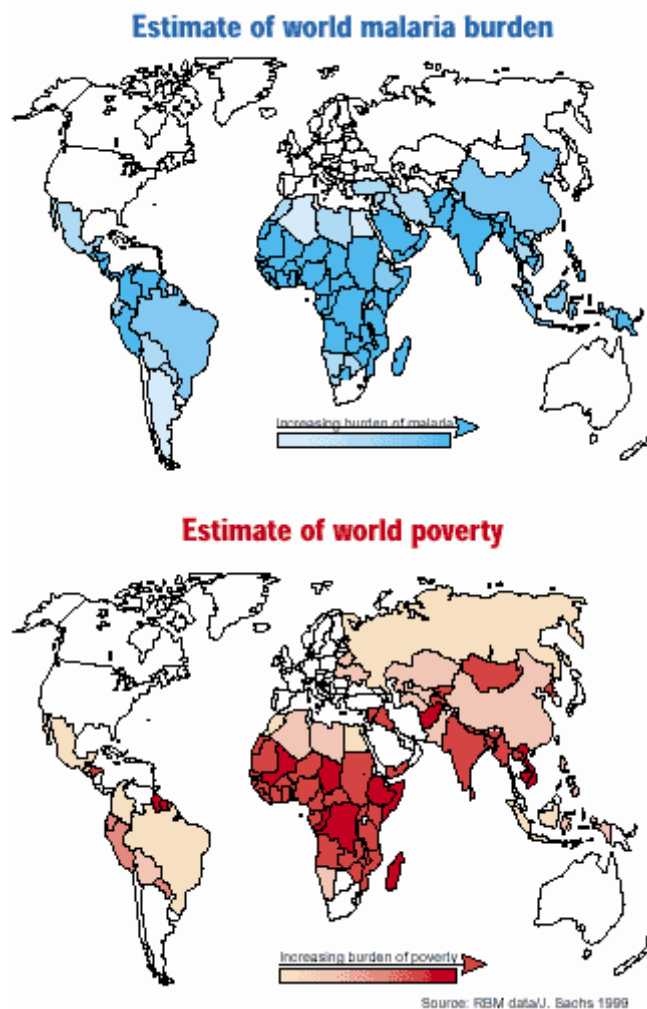 Estimate of world malaria burden
Increasing burden of malaria
Estimate of world poverty
Increasing burden of poverty
Source: RBM data/J. Sachs 1999